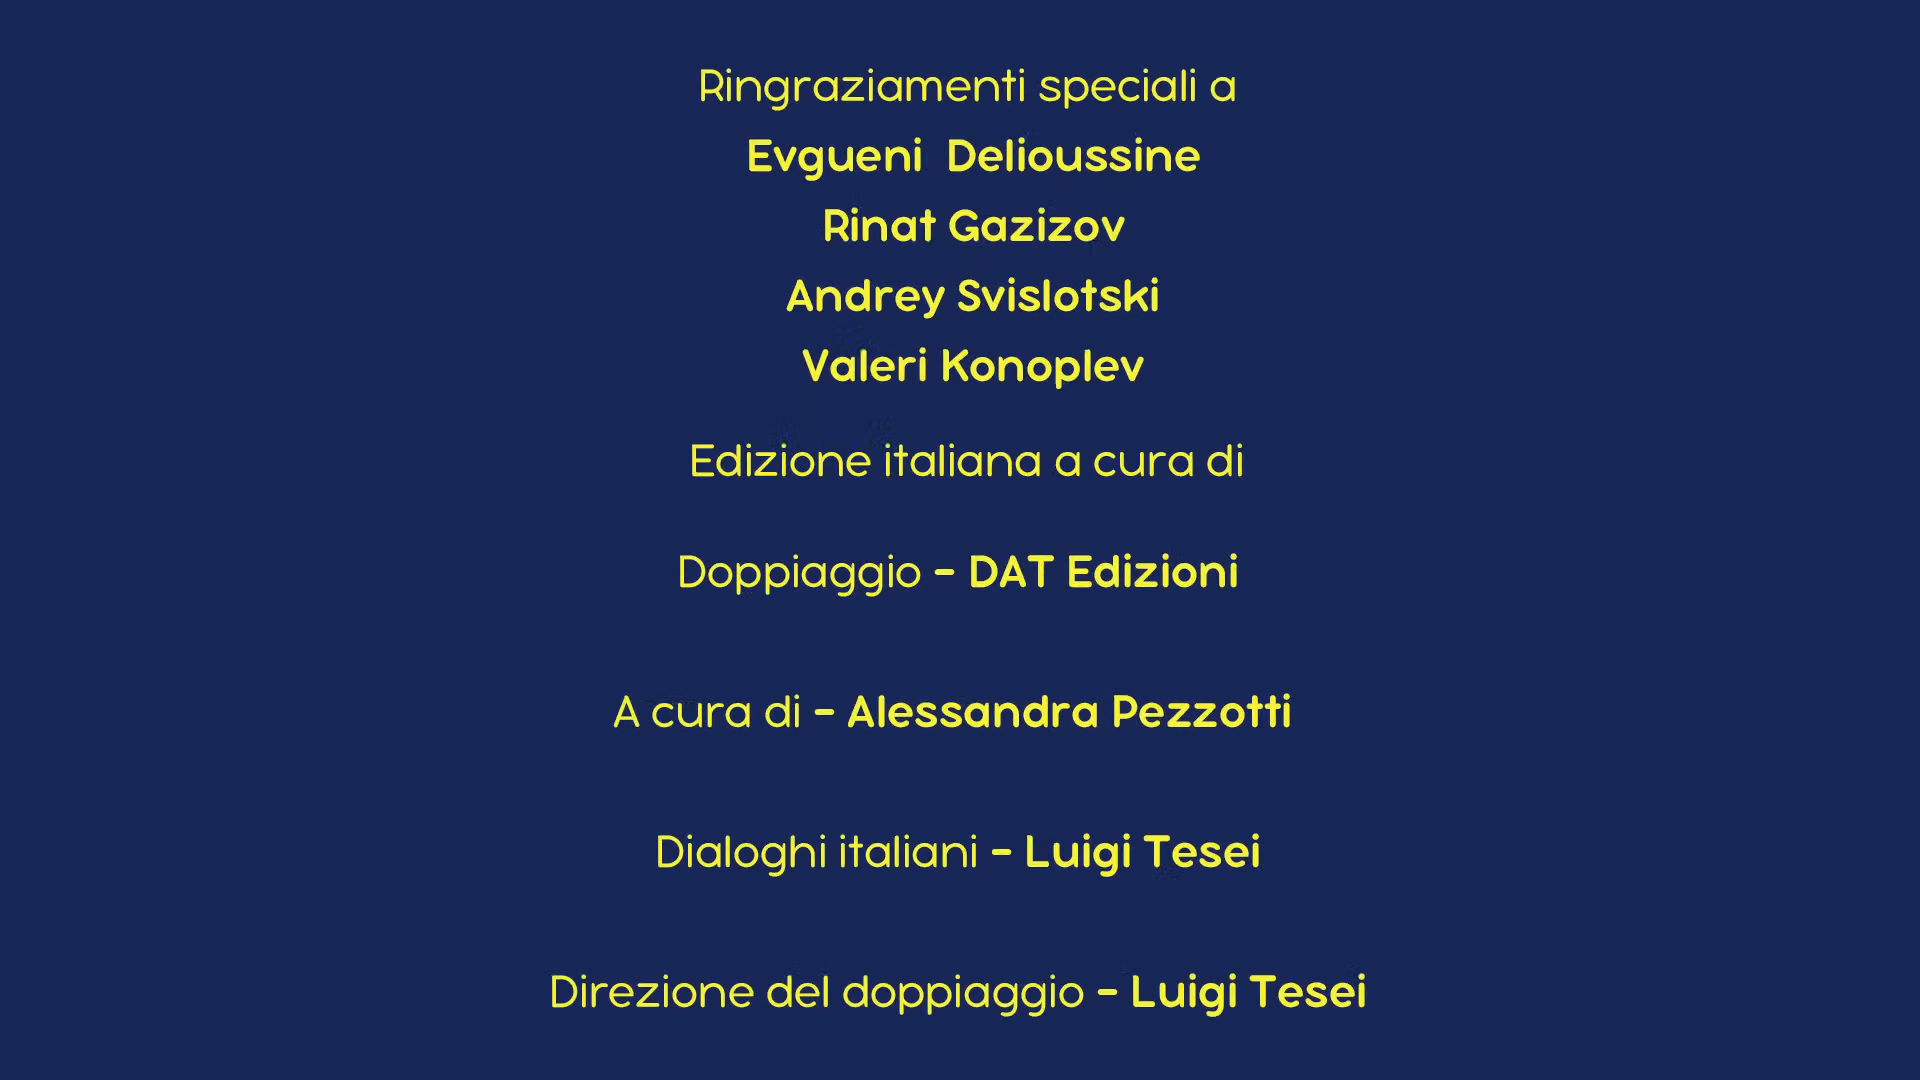 Ringraziamenti speciali a
Evgueni Delioussine
Rinat Gazizov
Andrey Svislotski
Valeri Konoplev
Edizione italiana a cura di
Doppiaggio - DAT Edizioni
A cura di - Alessandra Pezzotti
Dialoghi italiani - Luigi Tesei
Direzione del doppiaggio - Luigi Tesei